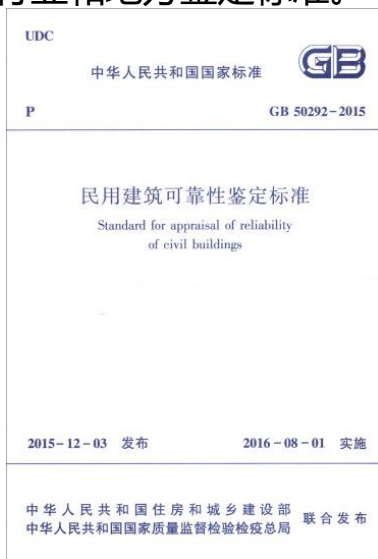 UDC
中华人民共和国国家标准
GB
P
GB 50292-2015
民用建筑可靠性鉴定标准
Standard for appraisal of reliability
of civil buildings
2015-12-03 发布
2016-08-01 实施
中华人民共和国住房和城乡建设部
中华人民共和国国家质量监督检验检疫总局
联合发布